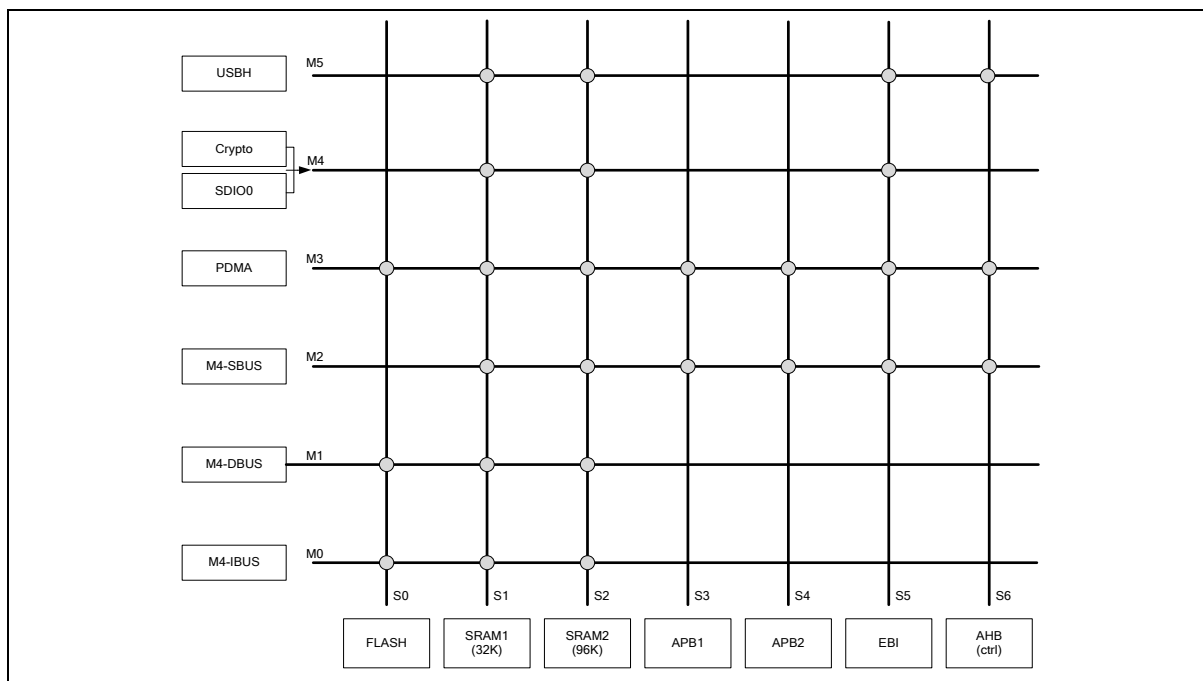 USBH
M5
Crypto
M4
SDIO0
PDMA
M3
M4-SBUS
M2
M4-DBUS
M1
M4-IBUS
M0
S0
S1
S2
S3
S4
S5
S6
FLASH
SRAM1
(32K)
SRAM2
(96K)
APB1
APB2
EBI
AHB
(ctrl)